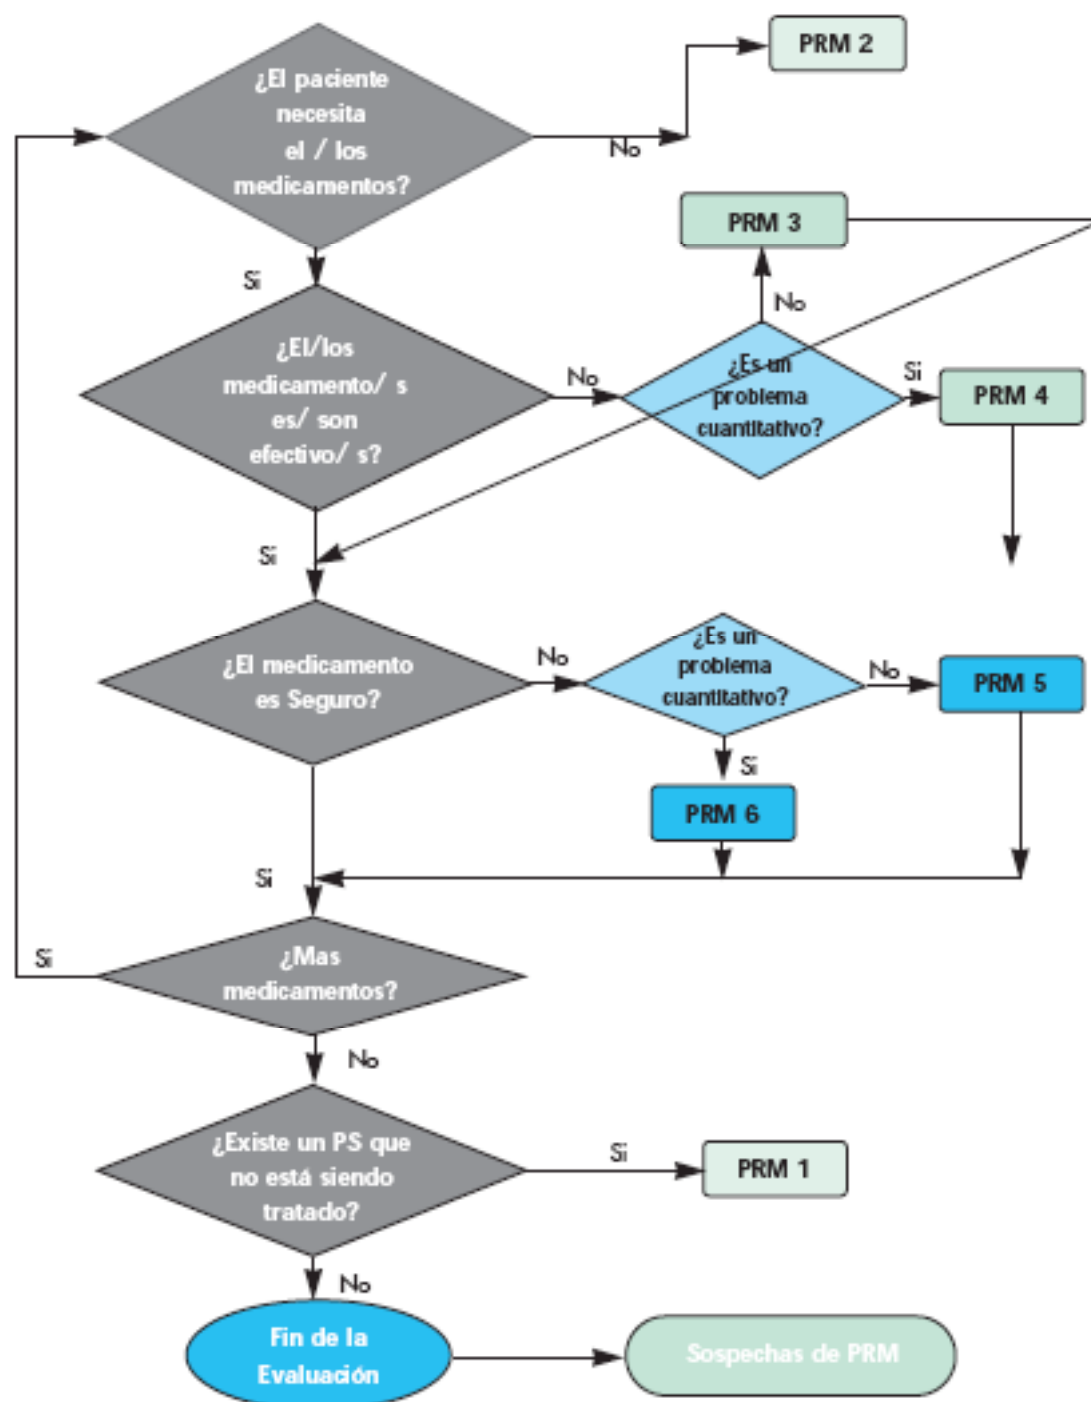 ¿El paciente
necesita
el / los
medicamentos?
No
PRM 2
Si
¿El/los
medicamento/ s
es/ son
efectivo/ s?
No
¿Es un
problema
cuantitativo?
No
PRM 3
Si
PRM 4
Si
¿El medicamento
es Seguro?
No
¿Es un
problema
cuantitativo?
No
PRM 5
Si
PRM 6
Si
¿Mas
medicamentos?
Si
No
¿Existe un PS que
no está siendo
tratado?
Si
PRM 1
No
Fin de la
Evaluación
Sospechas de PRM